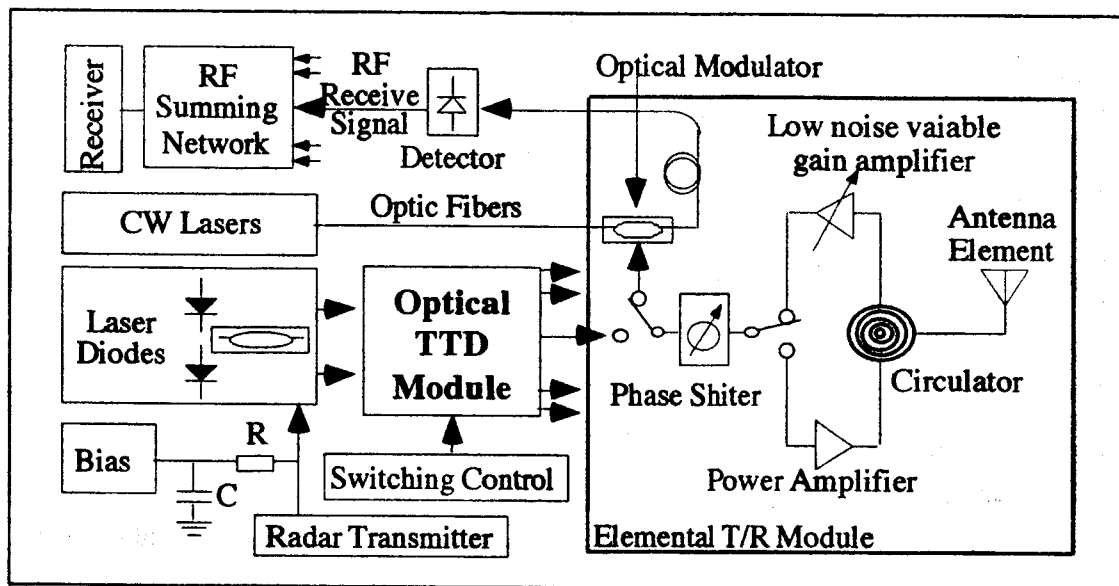 Receiver
RF
Summing
Network
RF
Receive
Signal
Detector
Optical Modulator
Low noise vaiable
gain amplifier
Antenna
Element
CW Lasers
Optic Fibers
Laser
Diodes
Optical
TTD
Module
Phase Shiter
Circulator
Bias
R
C
Switching Control
Power Amplifier
Radar Transmitter
Elemental T/R Module